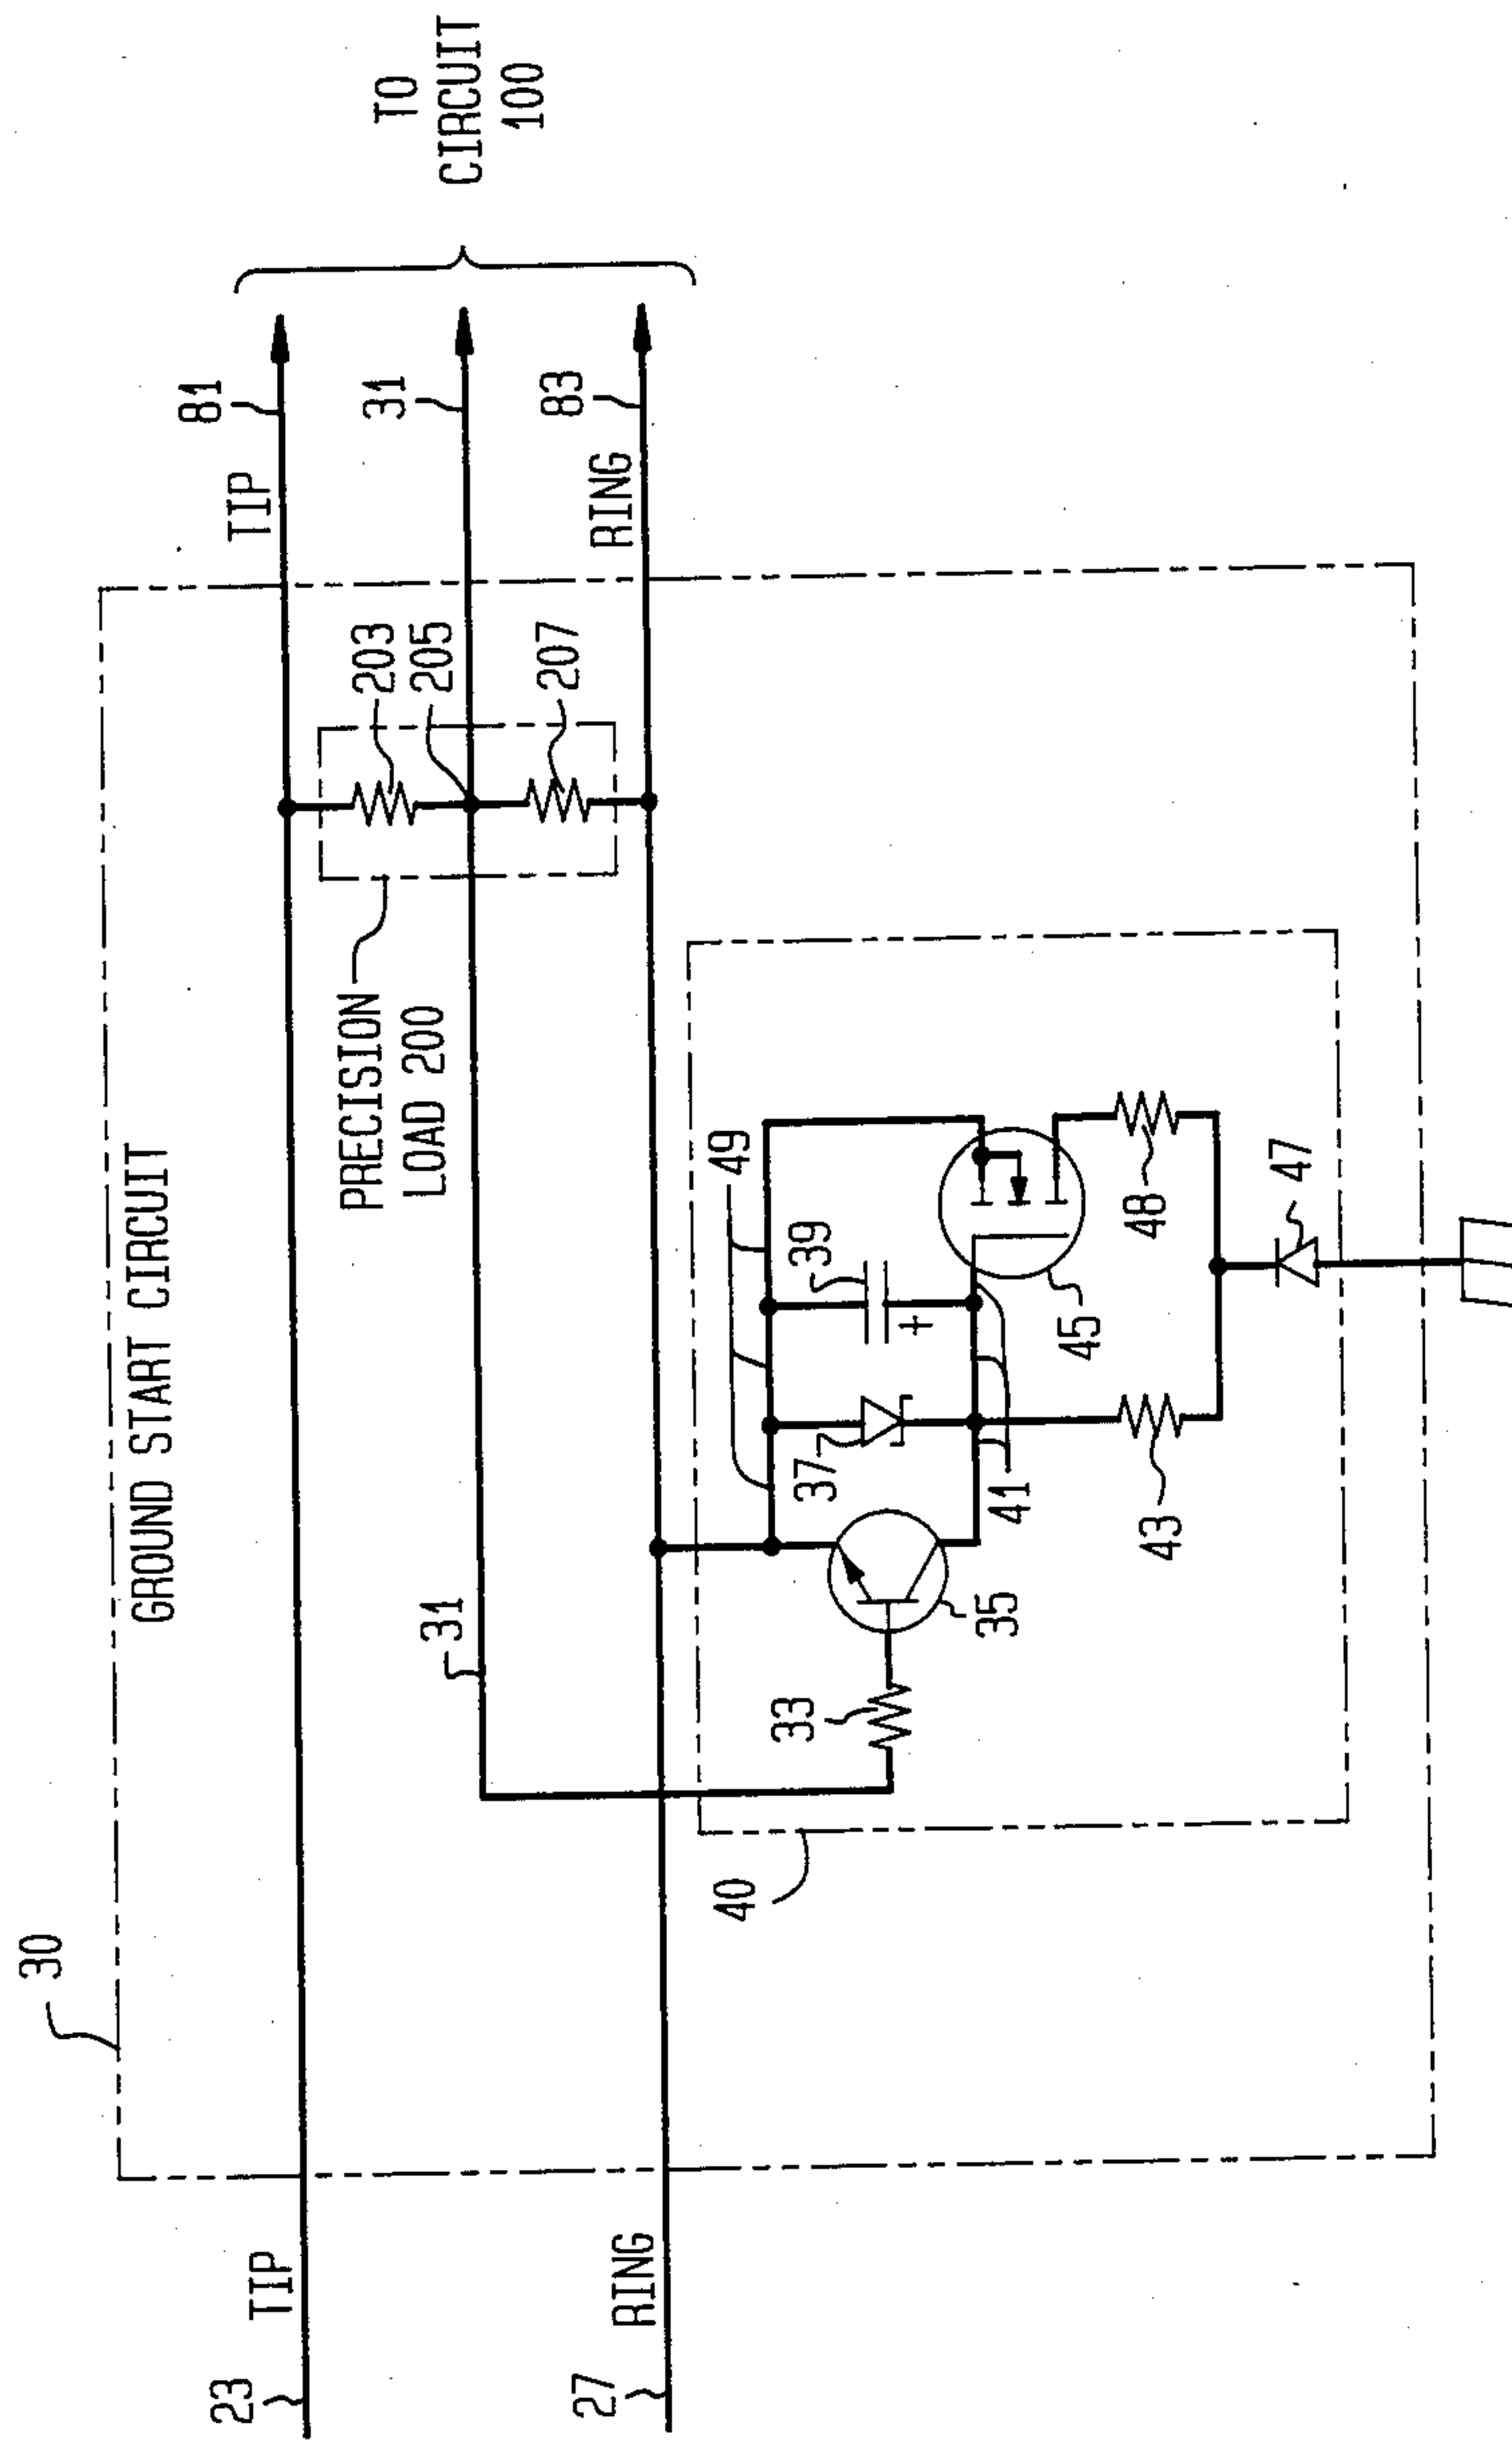 30
GROUND START CIRCUIT
23
TIP
TIP
81
TO
CIRCUIT
100
31
31
PRECISION
LOAD 200
203
205
207
27
RING
RING
83
40
33
35
37
39
49
41
45
43
48
47